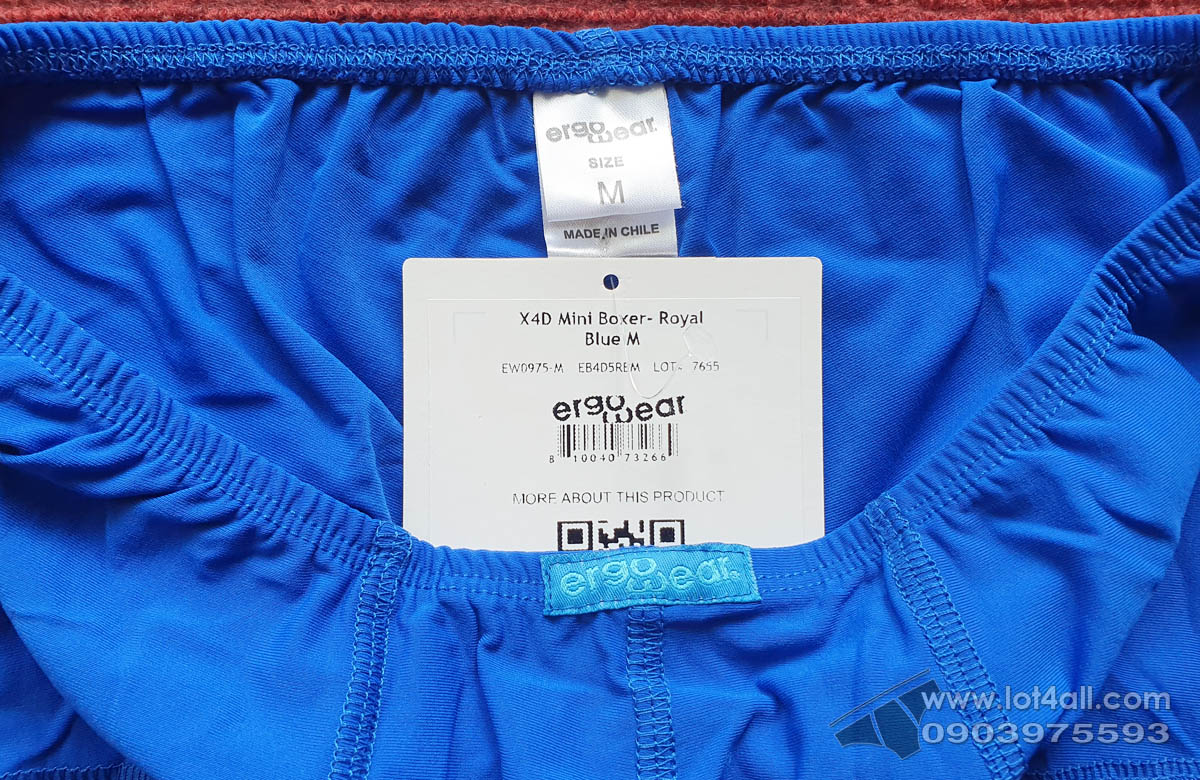 ergowear.
SIZE
M
MADE IN CHILE
X4D Mini Boxer- Royal
Blue M
EW0975-M EB4D5RBM LOT: 7655
ergowear
8 10040 73266
MORE ABOUT THIS PRODUCT
ergowear.
www.lot4all.com
0903975593